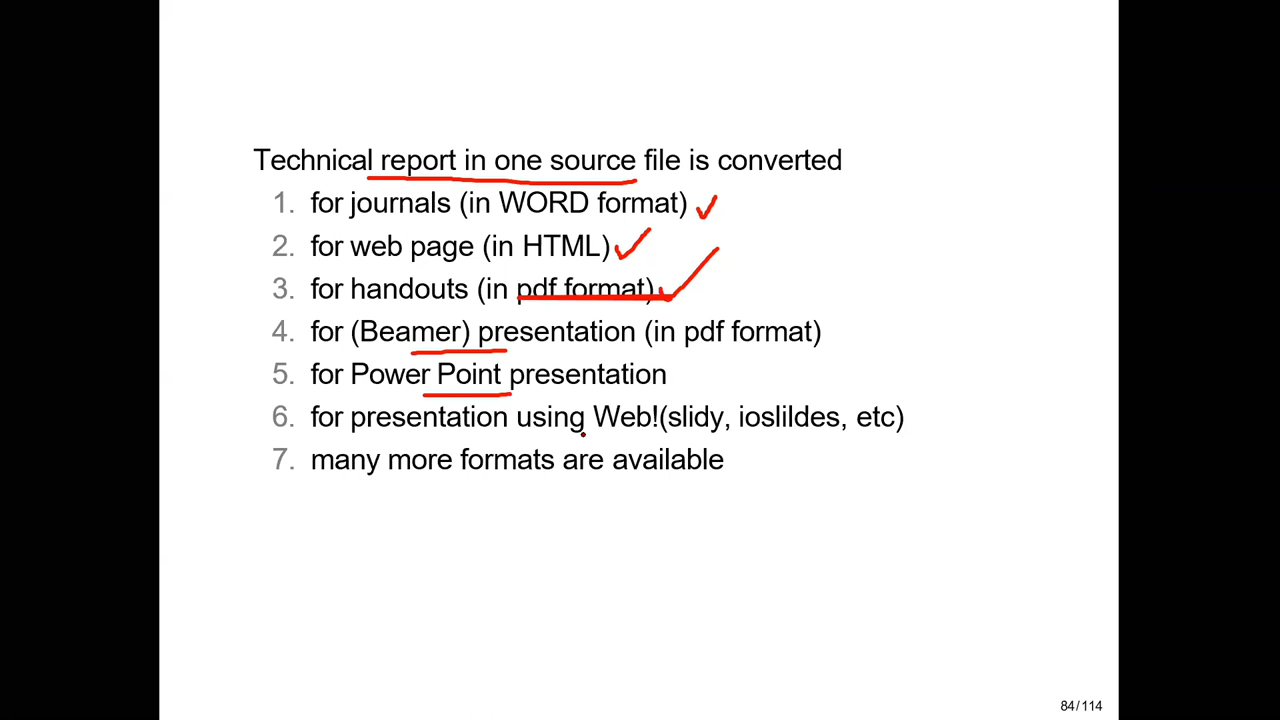 Technical report in one source file is converted
1. for journals (in WORD format)
2. for web page (in HTML)
3. for handouts (in pdf format)
4. for (Beamer) presentation (in pdf format)
5. for Power Point presentation
6. for presentation using Web!(slidy, ioslildes, etc)
7. many more formats are available
84/114